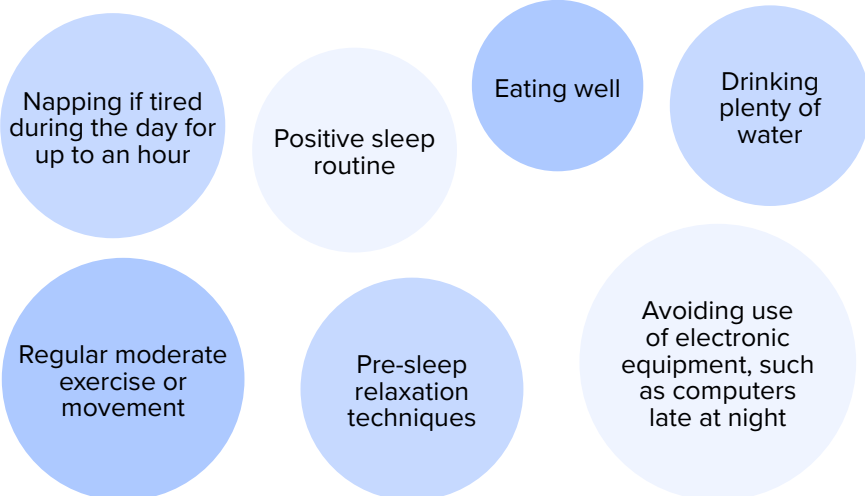 Napping if tired
during the day for
up to an hour
Positive sleep
routine
Eating well
Drinking
plenty of
water
Regular moderate
exercise or
movement
Pre-sleep
relaxation
techniques
Avoiding use
of electronic
equipment, such
as computers
late at night